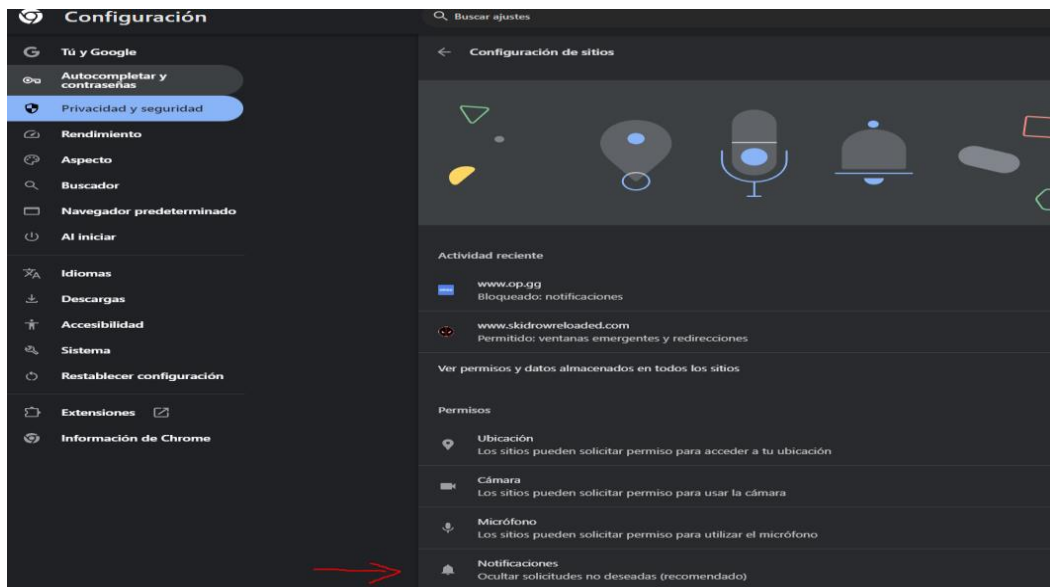 Configuración
Tú y Google
Autocompletar y
contraseñas
Privacidad y seguridad
Rendimiento
Aspecto
Buscador
Navegador predeterminado
Al iniciar
Idiomas
Descargas
Accesibilidad
Sistema
Restablecer configuración
Extensiones
Información de Chrome
Buscar ajustes
Configuración de sitios
Actividad reciente
www.op.gg
Bloqueado: notificaciones
www.skidrowreloaded.com
Permitido: ventanas emergentes y redirecciones
Ver permisos y datos almacenados en todos los sitios
Permisos
Ubicación
Los sitios pueden solicitar permiso para acceder a tu ubicación
Cámara
Los sitios pueden solicitar permiso para usar la cámara
Micrófono
Los sitios pueden solicitar permiso para utilizar el micrófono
Notificaciones
Ocultar solicitudes no deseadas (recomendado)